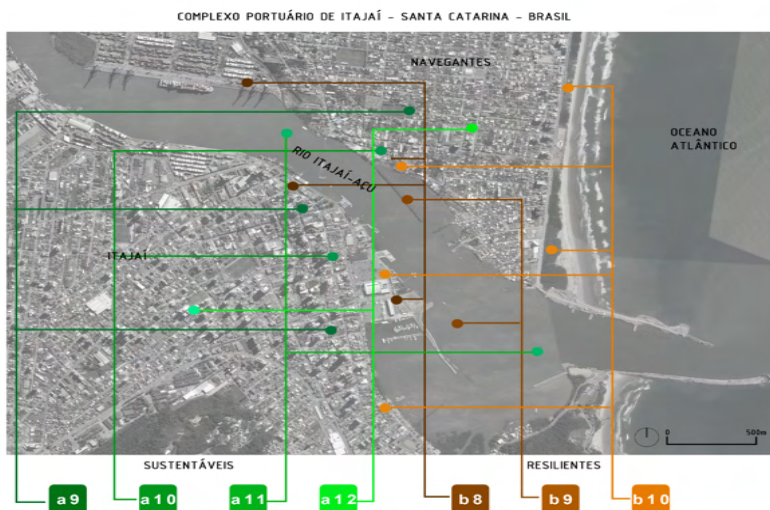 COMPLEXO PORTUÁRIO DE ITAJAÍ - SANTA CATARINA - BRASIL
NAVEGANTES
OCEANO
ATLÂNTICO
RIO ITAJAÍ-AÇU
ITAJAÍ
0 500m
SUSTENTÁVEIS
RESILIENTES
a9 a10 a11 a12 b8 b9 b10